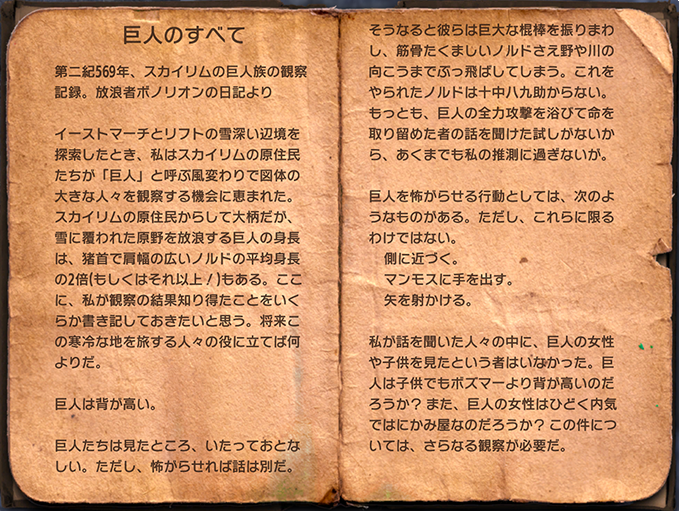 巨人のすべて
第二紀569年、スカイリムの巨人族の観察
記録。放浪者ボノリオンの日記より
イーストマーチとリフトの雪深い辺境を
探索したとき、私はスカイリムの原住民
たちが「巨人」と呼ぶ風変わりで図体の
大きな人々を観察する機会に恵まれた。
スカイリムの原住民からして大柄だが、
雪に覆われた原野を放浪する巨人の身長
は、猪首で肩幅の広いノルドの平均身長
の2倍(もしくはそれ以上！)もある。ここ
に、私が観察の結果知り得たことをいく
らか書き記しておきたいと思う。将来こ
の寒冷な地を旅する人々の役に立てば何
よりだ。
巨人は背が高い。
巨人たちは見たところ、いたっておとな
しい。ただし、怖がらせれば話は別だ。
そうなると彼らは巨大な棍棒を振りまわ
し、筋骨たくましいノルドさえ野や川の
向こうまでぶっ飛ばしてしまう。これを
やられたノルドは十中八九助からない。
もっとも、巨人の全力攻撃を浴びて命を
取り留めた者の話を聞けた試しがないか
ら、あくまでも私の推測に過ぎないが。
巨人を怖がらせる行動としては、次のよ
うなものがある。ただし、これらに限る
わけではない。
側に近づく。
マンモスに手を出す。
矢を射かける。
私が話を聞いた人々の中に、巨人の女性
や子供を見たという者はいなかった。巨
人は子供でもボズマーより背が高いのだ
ろうか？また、巨人の女性はひどく内気
ではにかみ屋なのだろうか？この件につ
いては、さらなる観察が必要だ。